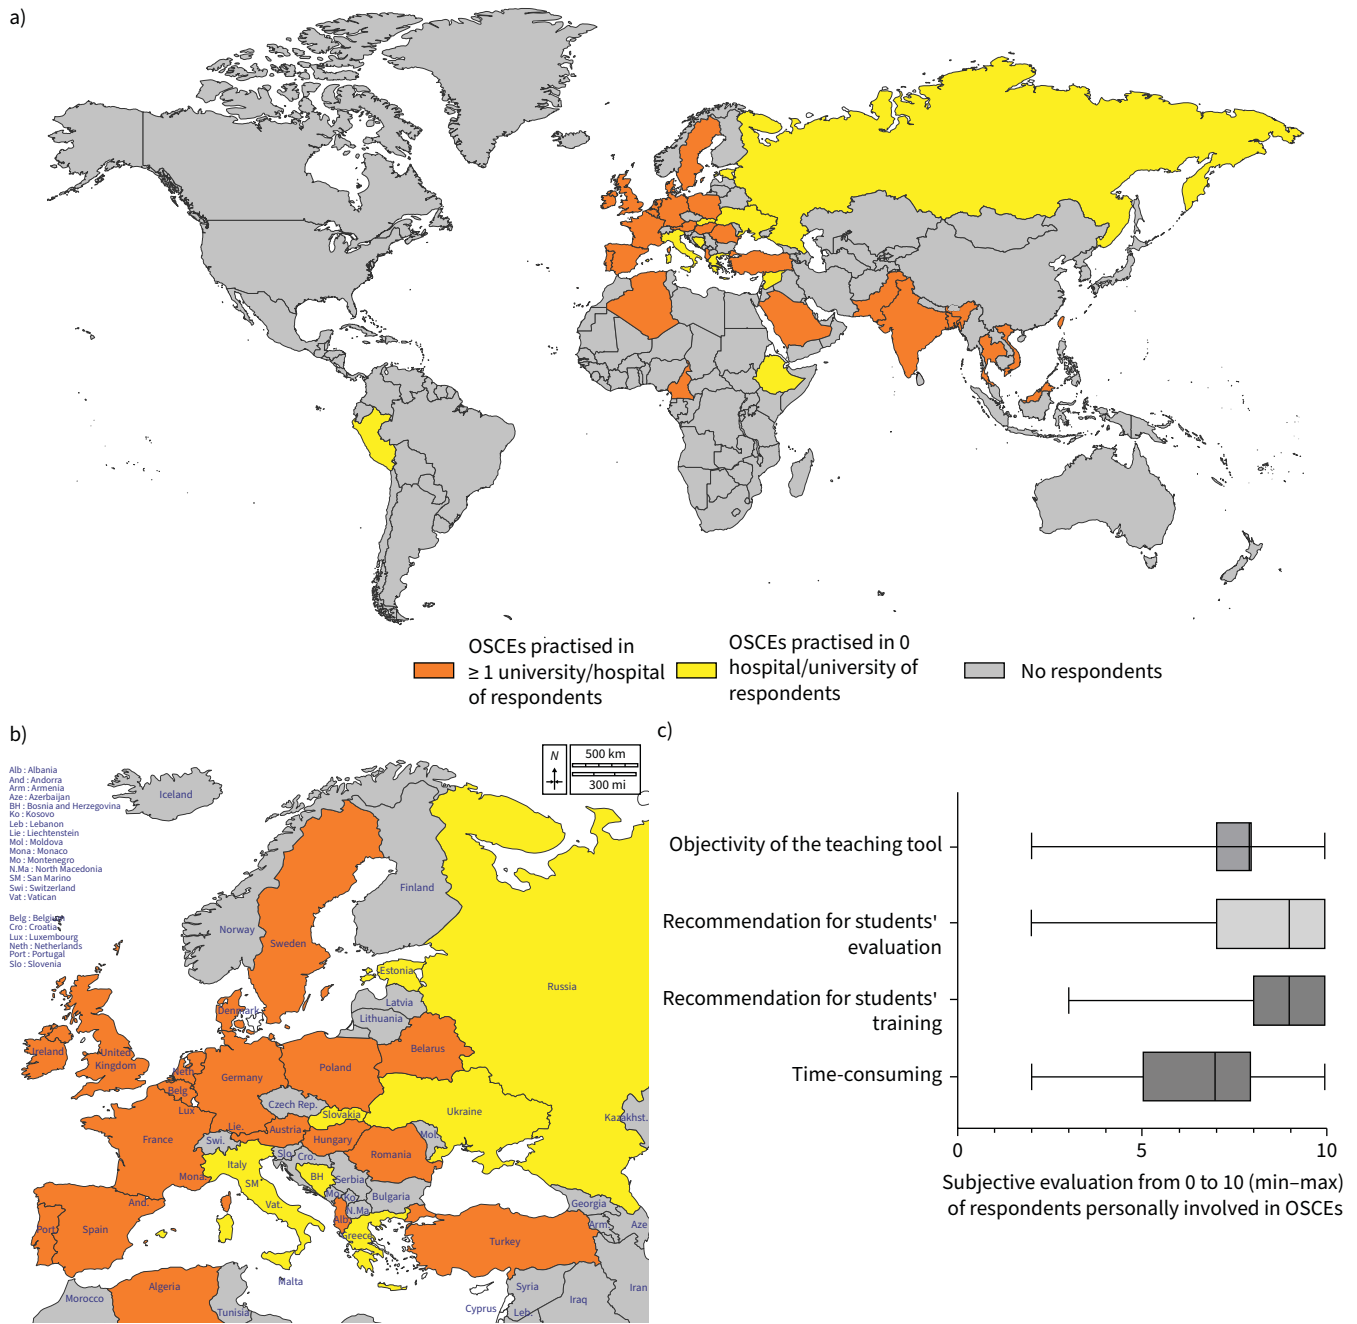 a)
OSCEs practised in
≥ 1 university/hospital
of respondents
OSCEs practised in 0
hospital/university of
respondents
No respondents
b)
Alb : Albania
And : Andorra
Arm : Armenia
Aze : Azerbaijan
BH : Bosnia and Herzegovina
Ko : Kosovo
Leb : Lebanon
Lie : Liechtenstein
Mol : Moldova
Mona : Monaco
Mo : Montenegro
N.Ma : North Macedonia
SM : San Marino
Swi : Switzerland
Vat : Vatican
Belg : Belgium
Cro : Croatia
Lux : Luxembourg
Neth : Netherlands
Port : Portugal
Slo : Slovenia
N
500 km
300 mi
Iceland
Finland
Norway
Sweden
Estonia
Russia
Latvia
Denmark
Lithuania
Ireland
United
Kingdom
Belarus
Neth
Poland
Germany
Belg
Czech Rep.
Lux
Slovakia
Ukraine
Kazakhst.
Lie.
Austria
France
Swi.
Hungary
Mol.
Slo
Cro.
Romania
Italy
Mona
BH
Serbia
SM
Mo.
Ko.
Bulgaria
And.
Vat.
N.Ma
Georgia
Port
Spain
Alb.
Arm
Aze
Greece
Turkey
Malta
Algeria
Morocco
Tunisia
Cyprus
Syria
Leb.
Iraq
Iran
c)
Objectivity of the teaching tool
Recommendation for students'
evaluation
Recommendation for students'
training
Time-consuming
0
5
10
Subjective evaluation from 0 to 10 (min–max)
of respondents personally involved in OSCEs